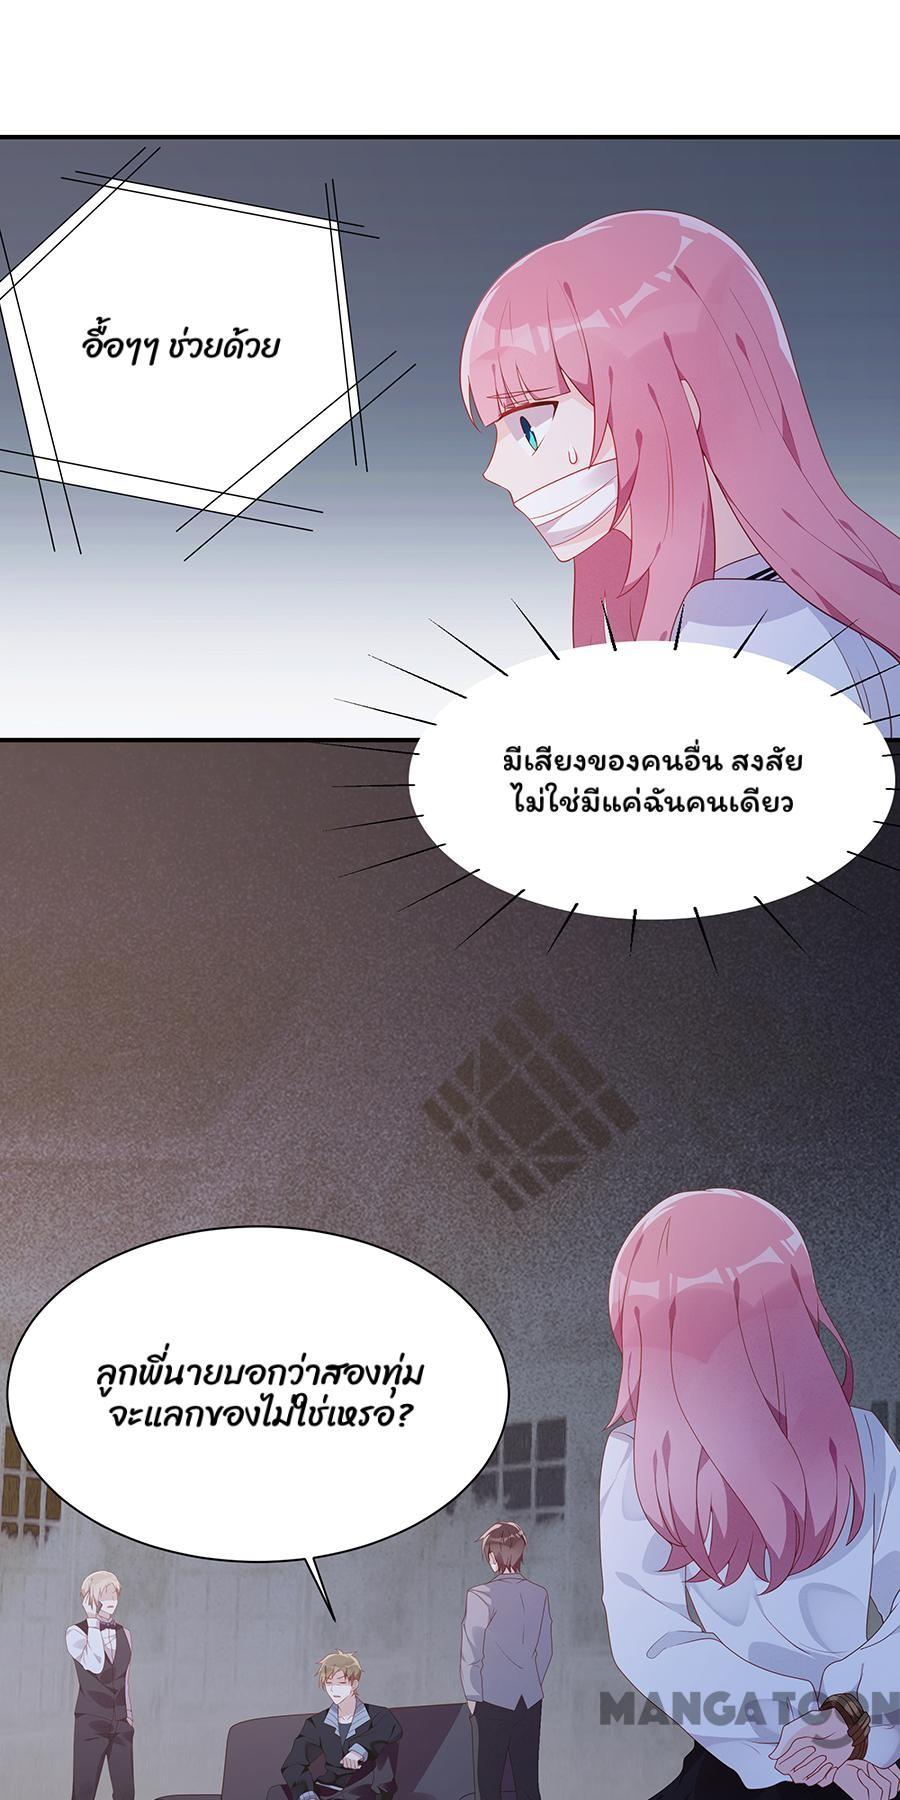 อื้อๆๆ ช่วยด้วย
มีเสียงของคนอื่น สงสัย
ไม่ใช่มีแค่ฉันคนเดียว
ลูกพี่นายบอกว่าสองทุ่ม
จะแลกของไม่ใช่เหรอ?
MANGATOON